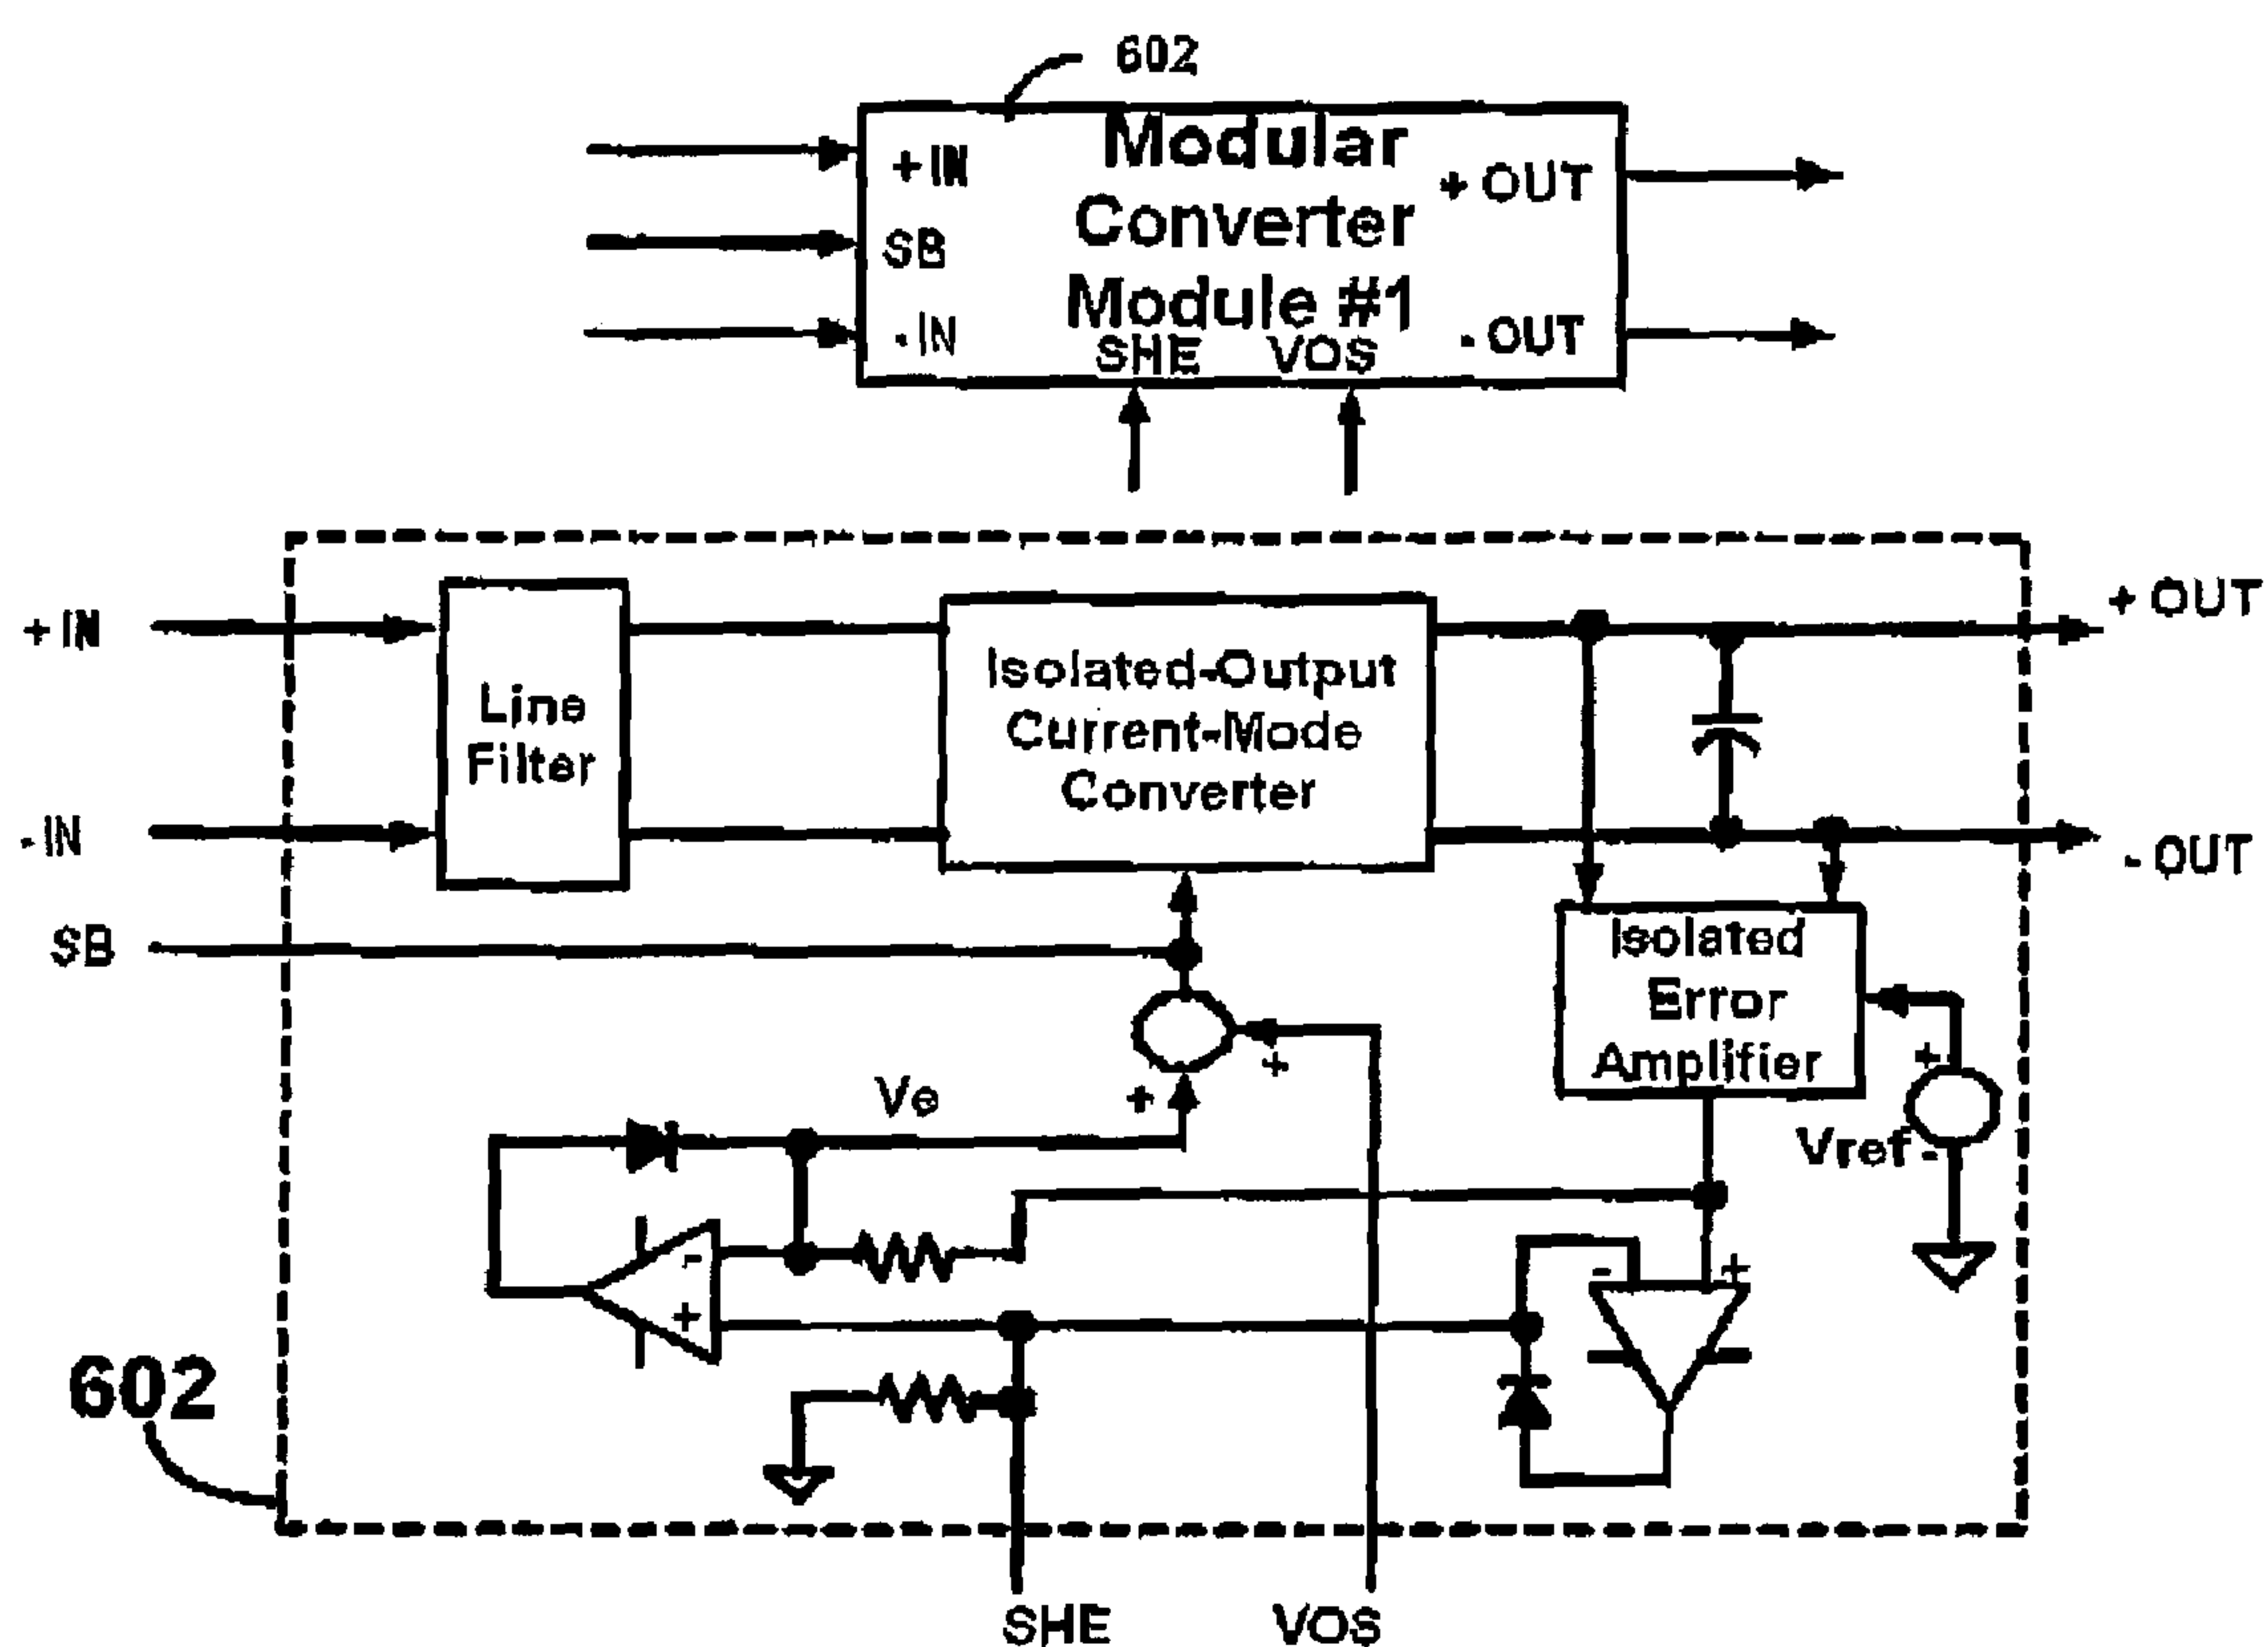 602
Modular
Converter
Module #1
+ IN
SB
- IN
+ OUT
- OUT
SHE VOS
+ IN
- IN
SB
Line
Filter
Isolated-Output
Current-Mode
Converter
+ OUT
- OUT
Isolated
Error
Amplifier
+
Vref -
+
+
Ve
-
+
- +
602
SHE VOS